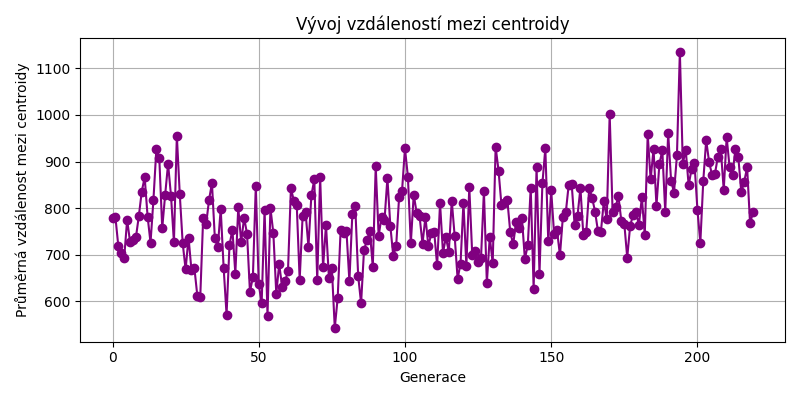 Vývoj vzdáleností mezi centroidy
Průměrná vzdálenost mezi centroidy
1100
1000
900
800
700
600
0 50 100 150 200
Generace